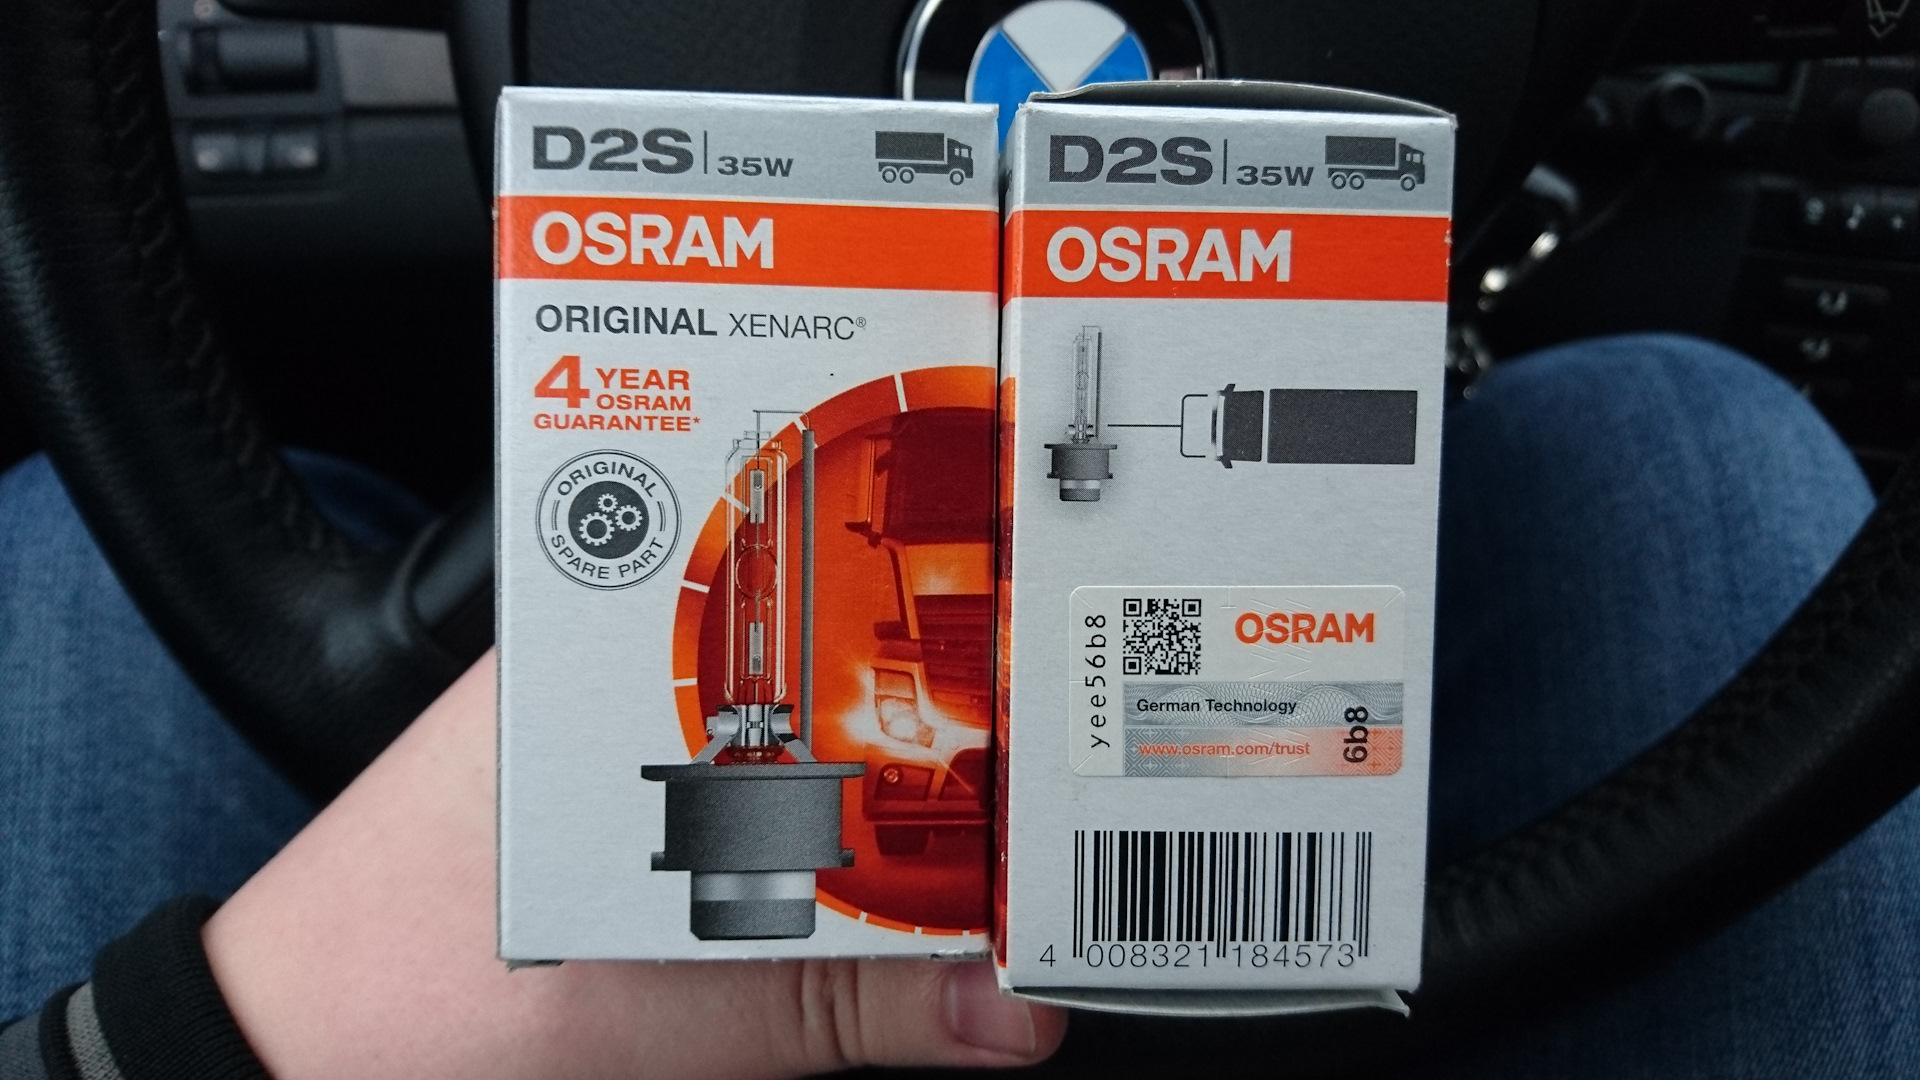 D2S 35W
OSRAM
ORIGINAL XENARC®
4 YEAR
OSRAM
GUARANTEE*
ORIGINAL
SPARE PART
D2S 35W
OSRAM
yee56b8
OSRAM
German Technology
www.osram.com/trust
6b8
4 008321 184573